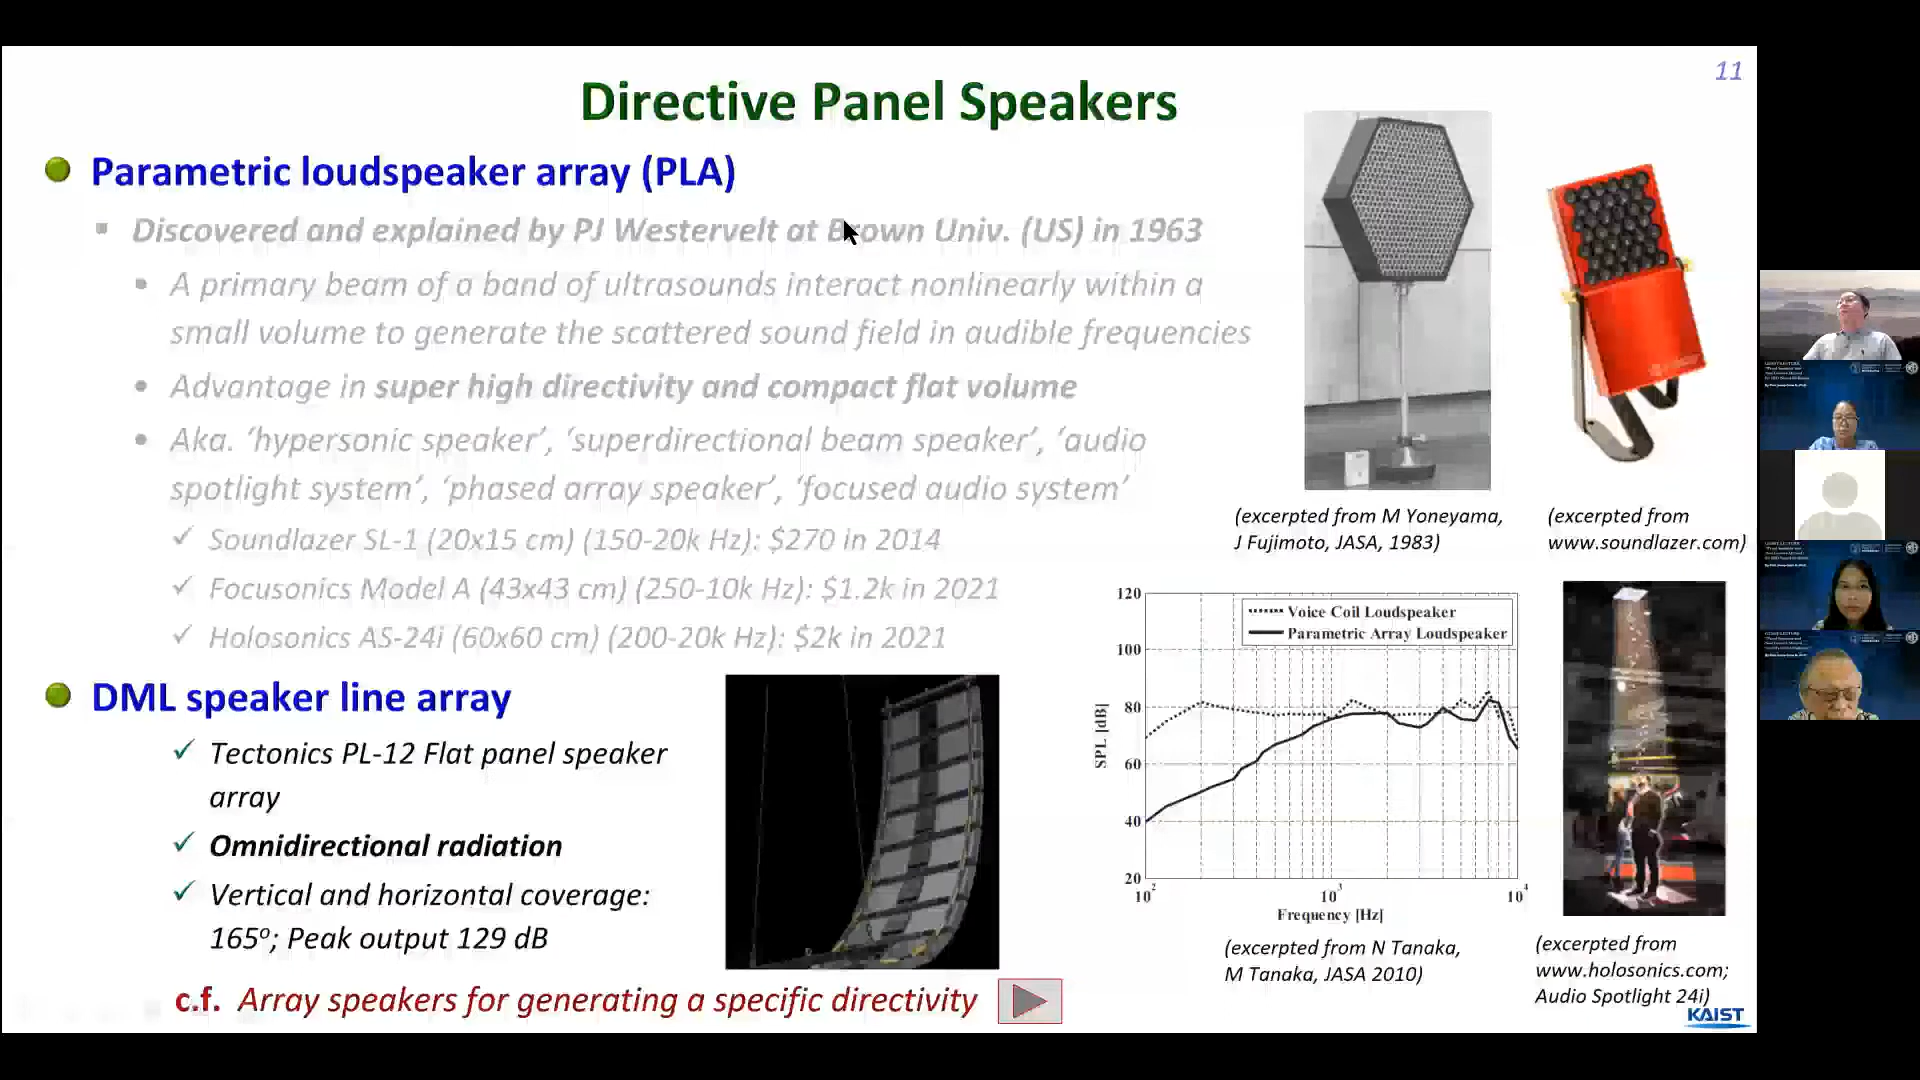 11
Directive Panel Speakers
Parametric loudspeaker array (PLA)
Discovered and explained by PJ Westervelt at Brown Univ. (US) in 1963
A primary beam of a band of ultrasounds interact nonlinearly within a
small volume to generate the scattered sound field in audible frequencies
Advantage in super high directivity and compact flat volume
Aka. ‘hypersonic speaker’, ‘superdirectional beam speaker’, ‘audio
spotlight system’, ‘phased array speaker’, ‘focused audio system’
Soundlazer SL-1 (20x15 cm) (150-20k Hz): $270 in 2014
Focusonics Model A (43x43 cm) (250-10k Hz): $1.2k in 2021
Holosonics AS-24i (60x60 cm) (200-20k Hz): $2k in 2021
(excerpted from M Yoneyama,
J Fujimoto, JASA, 1983)
(excerpted from
www.soundlazer.com)
DML speaker line array
Tectonics PL-12 Flat panel speaker
array
Omnidirectional radiation
Vertical and horizontal coverage:
165º; Peak output 129 dB
c.f. Array speakers for generating a specific directivity
Voice Coil Loudspeaker
Parametric Array Loudspeaker
SPL [dB]
120
100
80
60
40
20
10² 10³ 10⁴
Frequency [Hz]
(excerpted from N Tanaka,
M Tanaka, JASA 2010)
(excerpted from
www.holosonics.com;
Audio Spotlight 24i)
KAIST